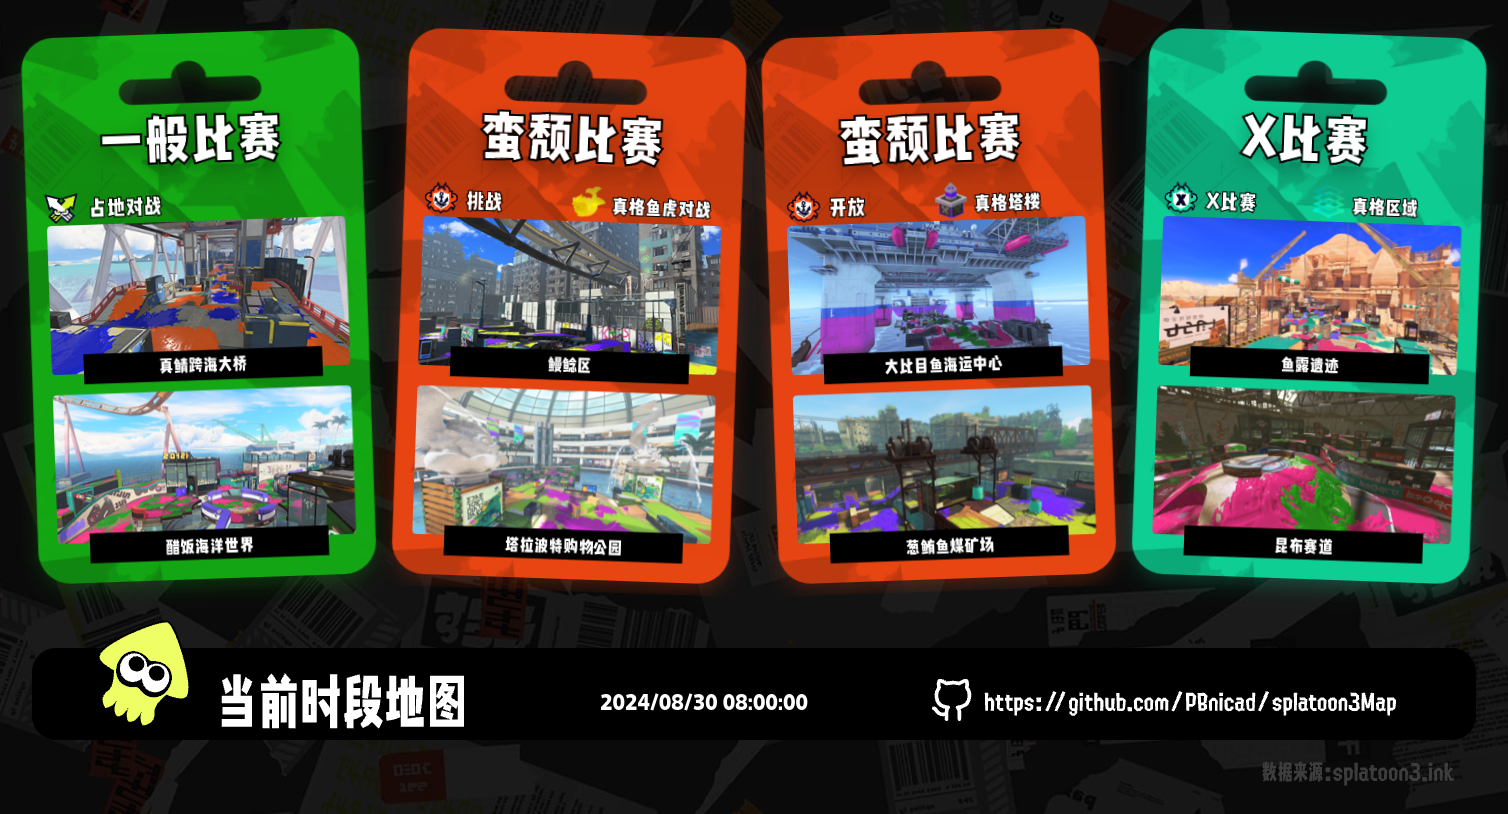 一般比赛
占地对战
真鲭跨海大桥
醋饭海洋世界
蛮颓比赛
挑战
真格鱼虎对战
鳗鲶区
塔拉波特购物公园
蛮颓比赛
开放
真格塔楼
大比目鱼海运中心
葱鲔鱼煤矿场
X比赛
X比赛
真格区域
鱼露遗迹
昆布赛道
当前时段地图
2024/08/30 08:00:00
https://github.com/PBnicad/splatoon3Map
数据来源:splatoon3.ink